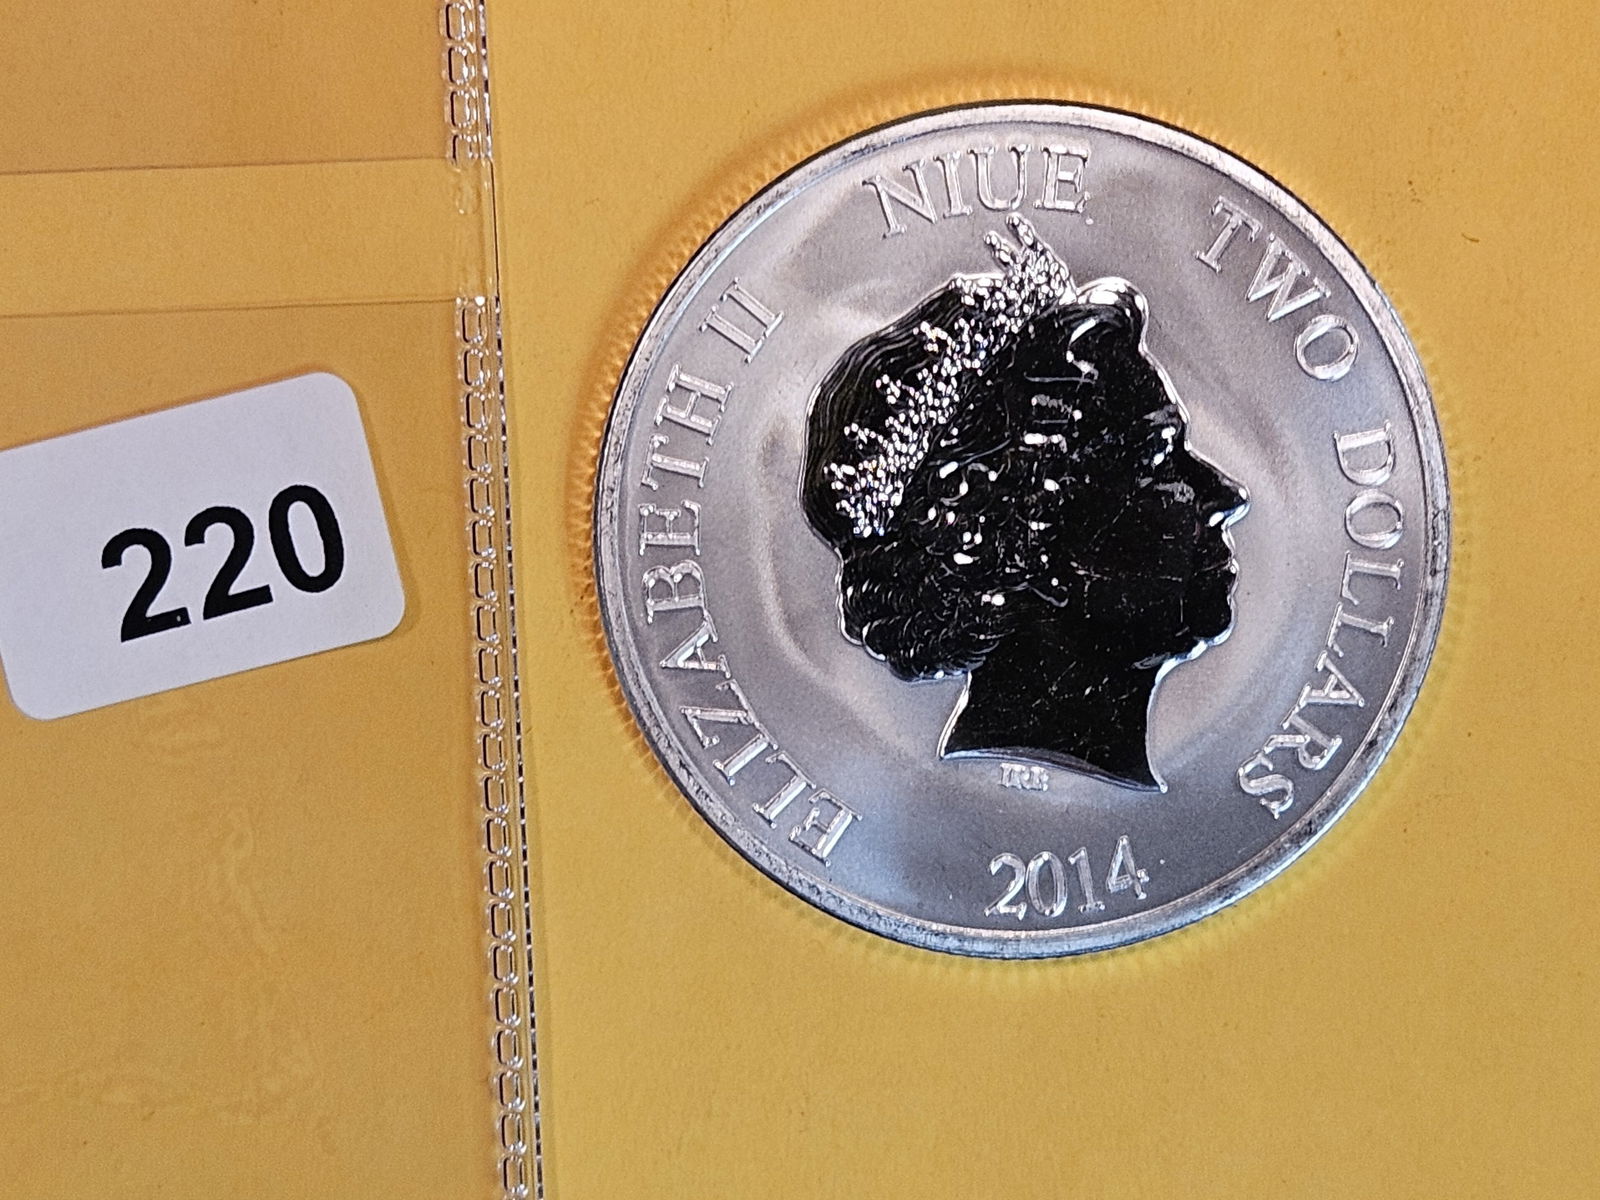 220
ELIZABETH II
NIUE
TWO DOLLARS
IRB
2014